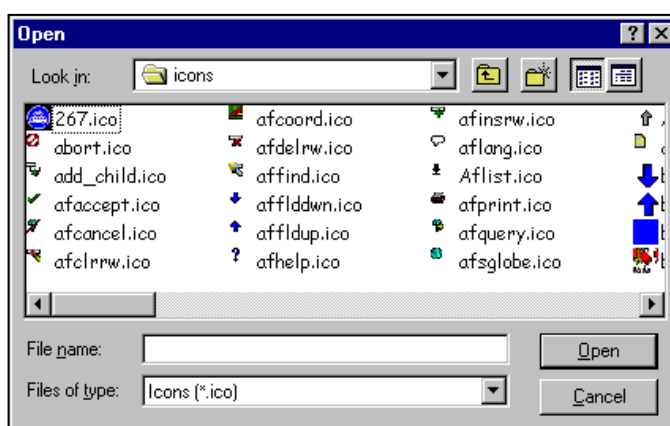 Open
Look in: icons
267.ico afcoord.ico afinsrw.ico
abort.ico afdelrw.ico aflang.ico
add_child.ico affind.ico Aflist.ico
afaccept.ico afflddwn.ico afprint.ico
afcancel.ico affldup.ico afquery.ico
afclrrw.ico afhelp.ico afsglobe.ico
File name: Open
Files of type: Icons (*.ico) Cancel